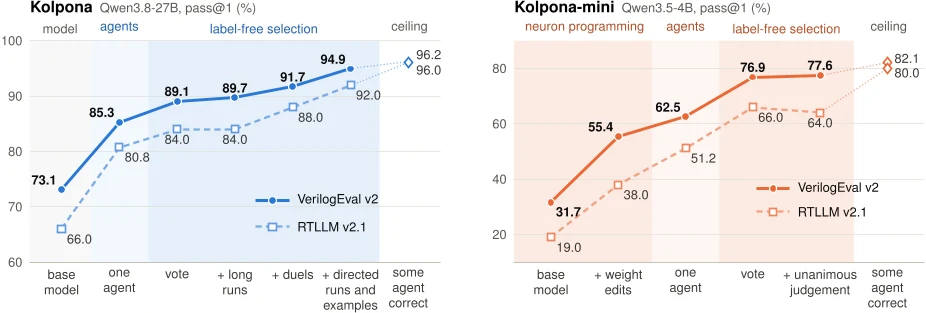 Kolpona Qwen3.8-27B, pass@1 (%)
model agents label-free selection ceiling
100
90
80
70
60
73.1
85.3
89.1
89.7
91.7
94.9
96.2
96.0
66.0
80.8
84.0
84.0
88.0
92.0
VerilogEval v2
RTLLM v2.1
base model
one agent
vote
+ long runs
+ duels
+ directed runs and examples
some agent correct
Kolpona-mini Qwen3.5-4B, pass@1 (%)
neuron programming agents label-free selection ceiling
80
60
40
20
31.7
55.4
62.5
76.9
77.6
82.1
80.0
19.0
38.0
51.2
66.0
64.0
VerilogEval v2
RTLLM v2.1
base model
+ weight edits
one agent
vote
+ unanimous judgement
some agent correct